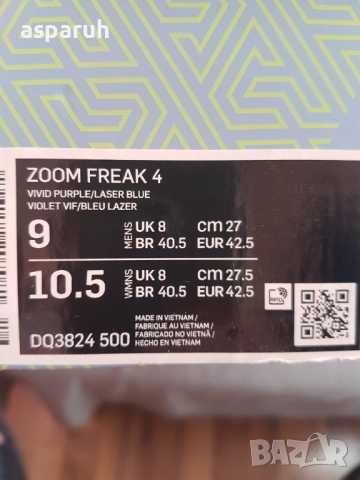 asparuh
ZOOM FREAK 4
VIVID PURPLE/LASER BLUE
VIOLET VIF/BLEU LAZER
9 MENS UK 8 CM 27
BR 40.5 EUR 42.5
10.5 WMNS UK 8 CM 27.5
BR 40.5 EUR 42.5
RFID
DQ3824 500
MADE IN VIETNAM /
FABRIQUE AU VIETNAM /
FABRICADO NO VIETNÃ /
HECHO EN VIETNAM
BAZAR